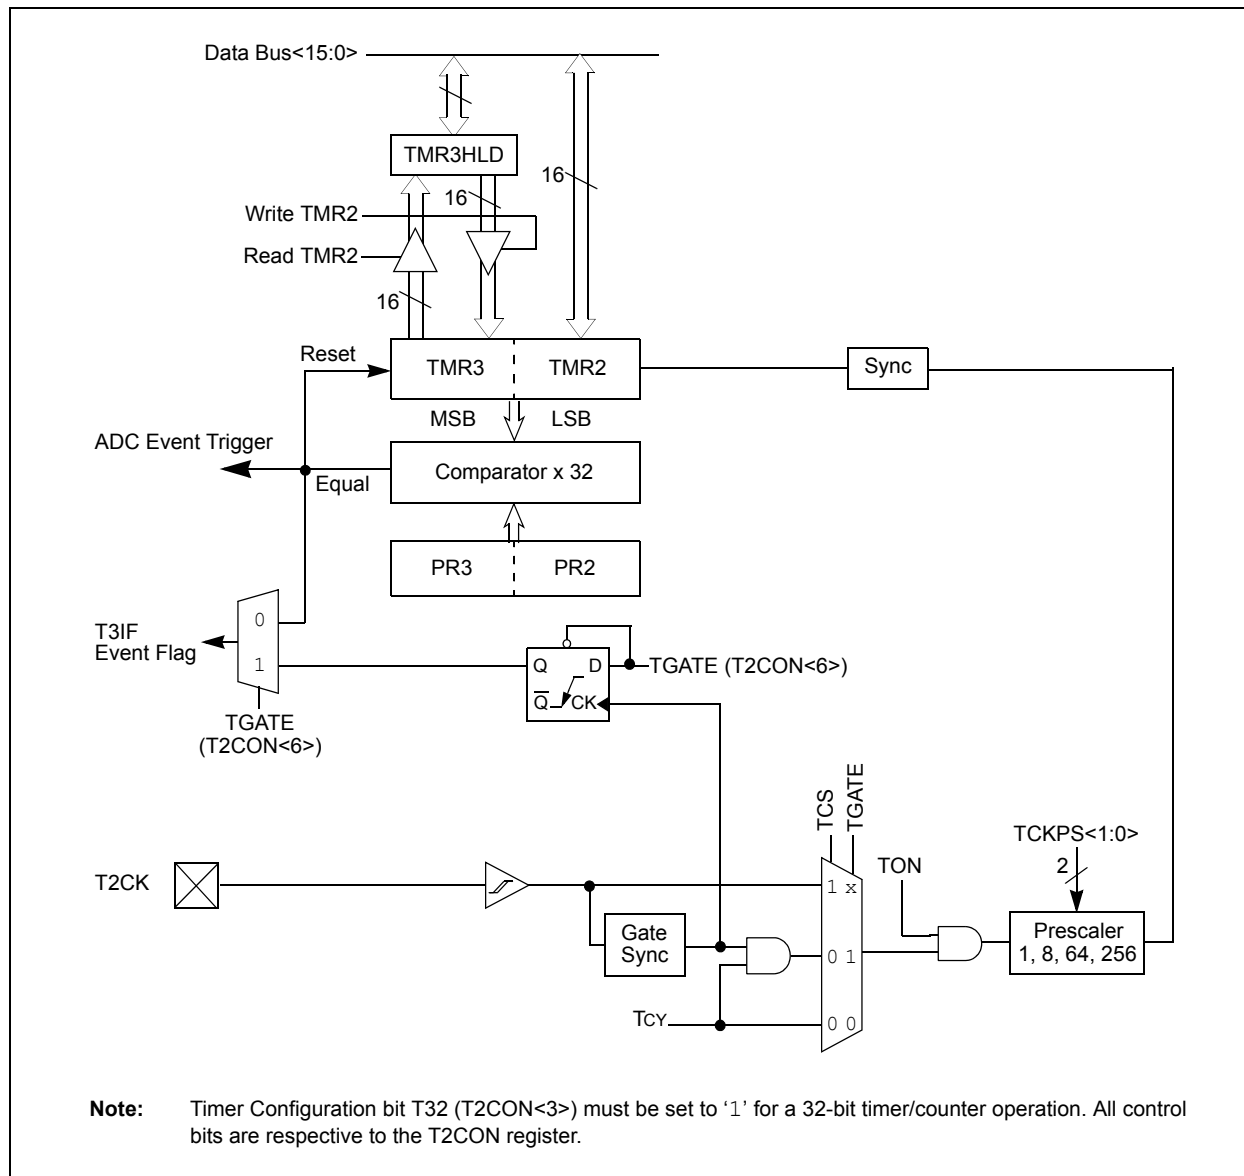 Data Bus<15:0>
TMR3HLD
16
16
Write TMR2
Read TMR2
16
Reset
TMR3
TMR2
Sync
MSB
LSB
ADC Event Trigger
Equal
Comparator x 32
PR3
PR2
0
T3IF
Event Flag
1
Q
D
TGATE (T2CON<6>)
Q
CK
TGATE
(T2CON<6>)
TCS
TGATE
TCKPS<1:0>
2
TON
T2CK
1 x
Gate
Sync
0 1
Prescaler
1, 8, 64, 256
TCY
0 0
Note: Timer Configuration bit T32 (T2CON<3>) must be set to ‘1’ for a 32-bit timer/counter operation. All control
bits are respective to the T2CON register.